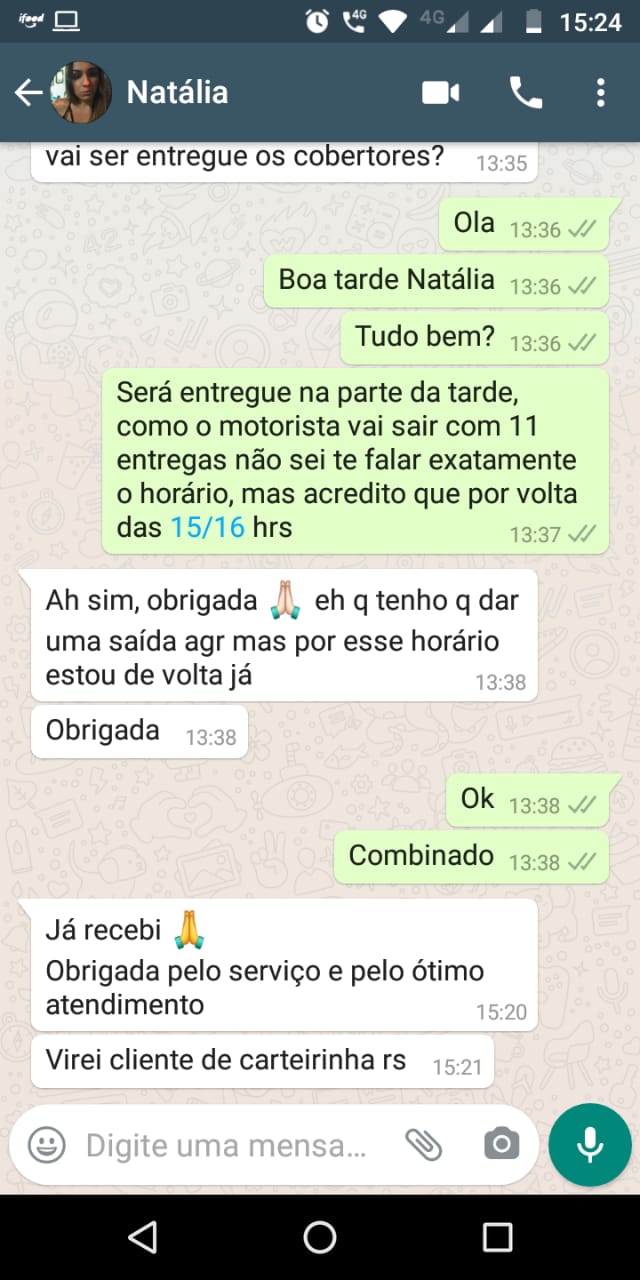 ifood
4G
4G
15:24
Natália
vai ser entregue os cobertores?
13:35
Ola
13:36
Boa tarde Natália
13:36
Tudo bem?
13:36
Será entregue na parte da tarde,
como o motorista vai sair com 11
entregas não sei te falar exatamente
o horário, mas acredito que por volta
das 15/16 hrs
13:37
Ah sim, obrigada 🙏🏻 eh q tenho q dar
uma saída agr mas por esse horário
estou de volta já
13:38
Obrigada
13:38
Ok
13:38
Combinado
13:38
Já recebi 🙏
Obrigada pelo serviço e pelo ótimo
atendimento
15:20
Virei cliente de carteirinha rs
15:21
Digite uma mensa...